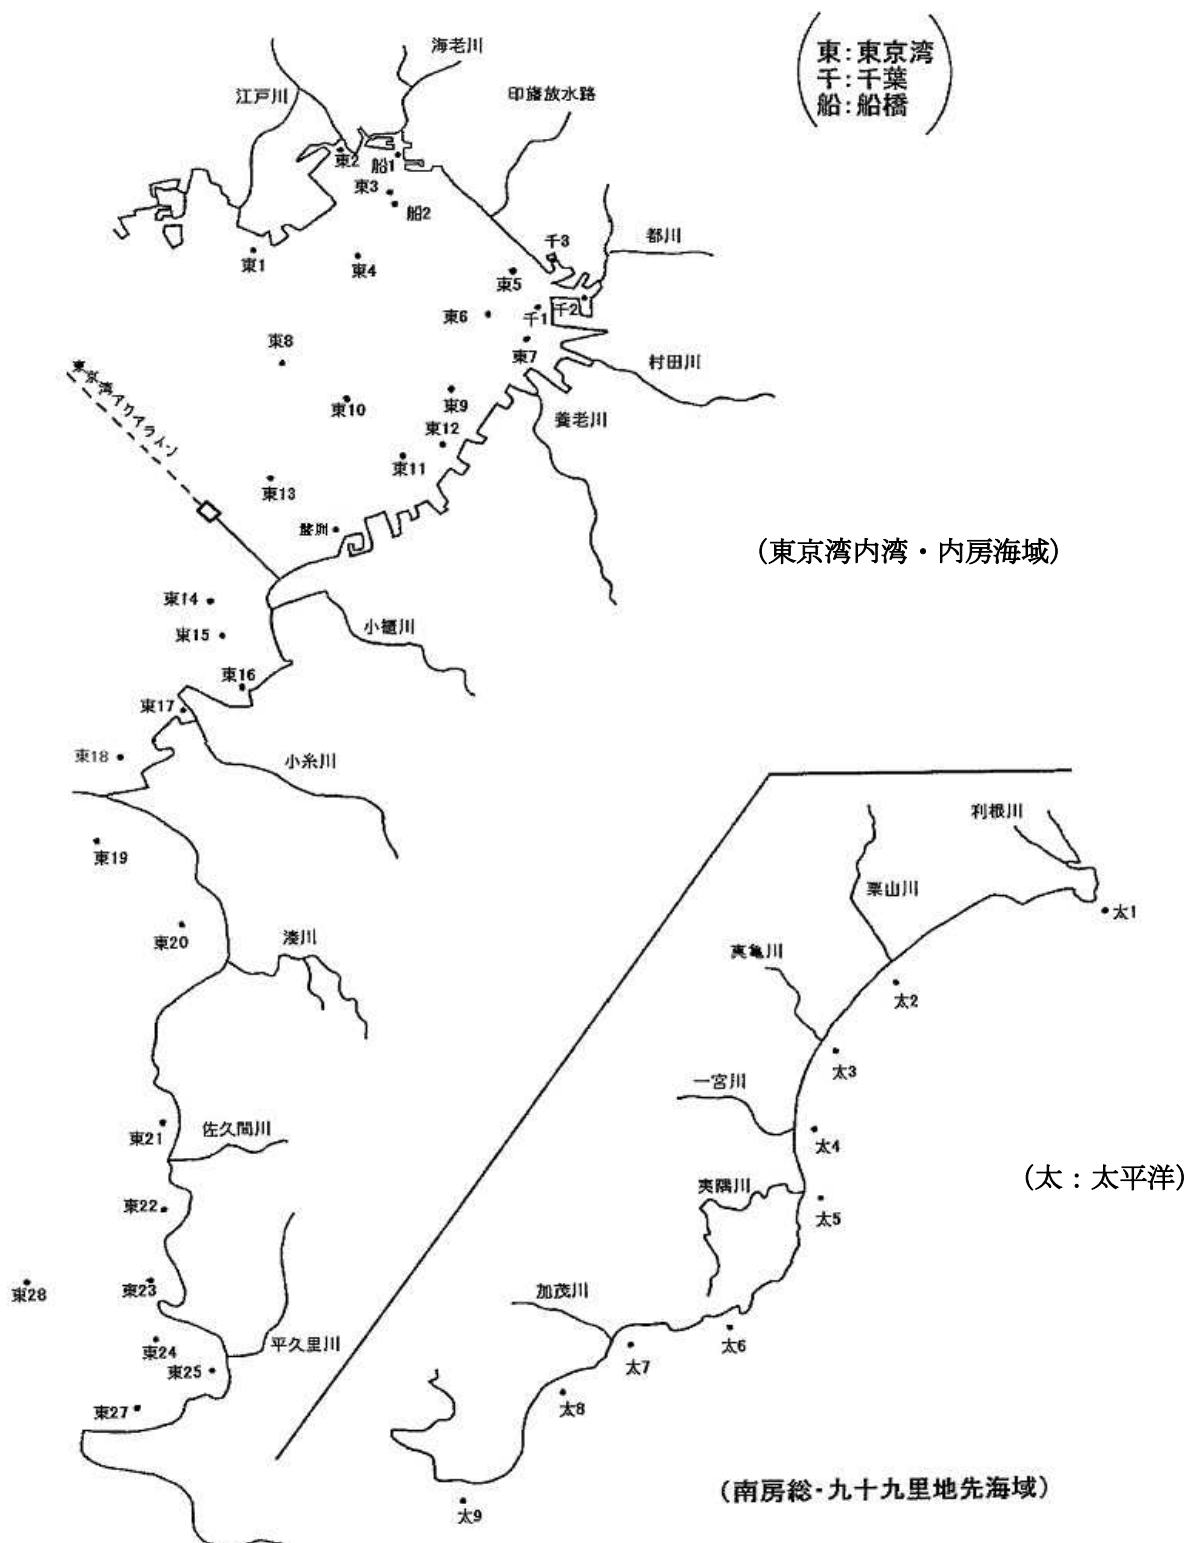 東：東京湾
千：千葉
船：船橋
海老川
江戸川
印旛放水路
東2
船1
東3
船2
都川
千3
東1
東4
東5
千2
東6
千1
東8
東7
村田川
東京湾アクアライン
東10
東9
養老川
東12
東11
東13
盤洲
(東京湾内湾・内房海域)
東14
東15
小櫃川
東16
東17
東18
小糸川
利根川
東19
栗山川
太1
東20
湊川
真亀川
太2
太3
一宮川
東21
佐久間川
太4
(太：太平洋)
夷隅川
東22
太5
東28
東23
加茂川
東24
平久里川
太6
東25
太7
東27
太8
(南房総・九十九里地先海域)
太9